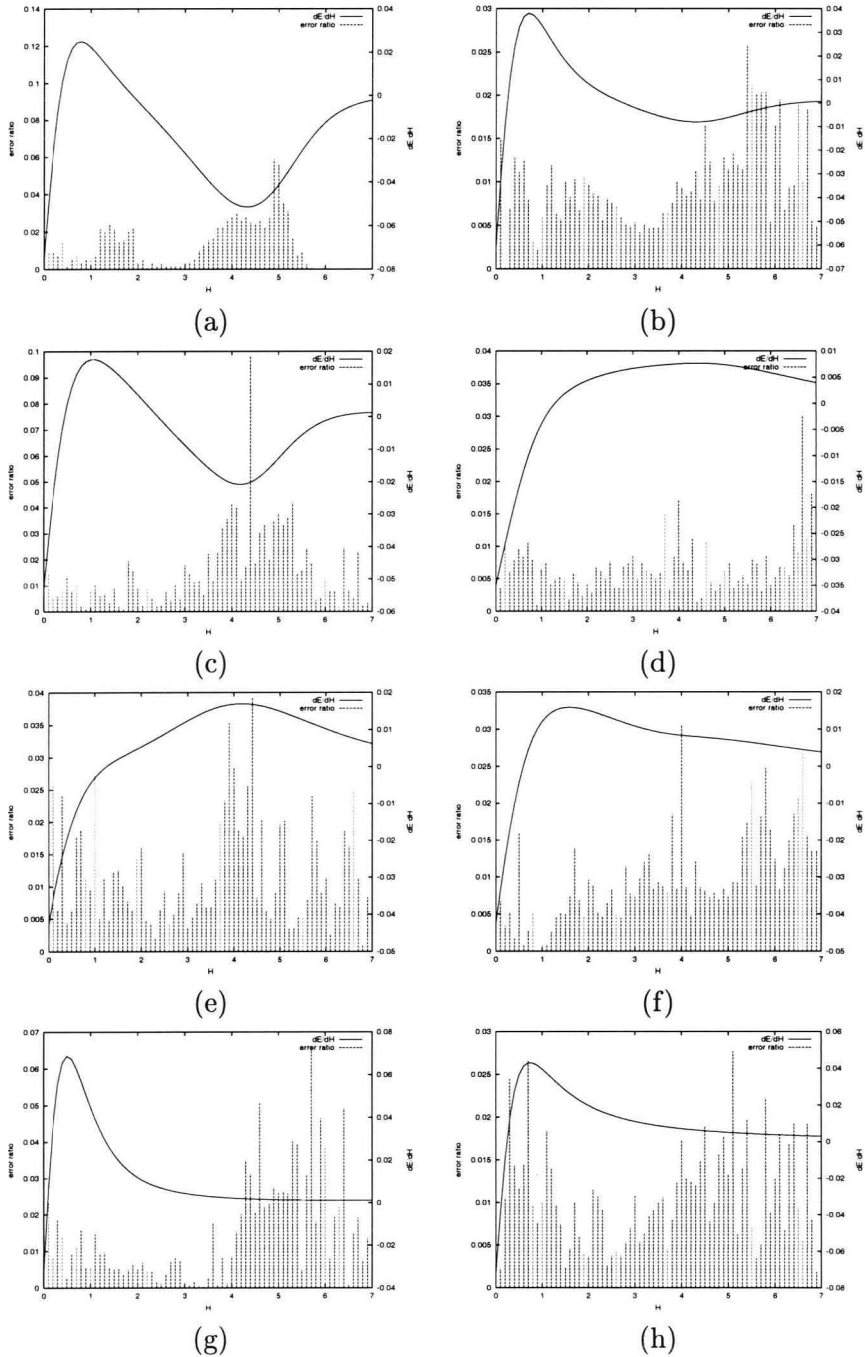 0.14
0.12
0.1
0.08
0.06
0.04
0.02
0
error ratio
dE/dH
error ratio
0.04
0.02
0
-0.02
-0.04
-0.06
-0.08
dE/dH
0 1 2 3 4 5 6 7
H
(a)
0.03
0.025
0.02
0.015
0.01
0.005
0
error ratio
dE/dH
error ratio
0.04
0.03
0.02
0.01
0
-0.01
-0.02
-0.03
-0.04
-0.05
-0.06
-0.07
dE/dH
0 1 2 3 4 5 6 7
H
(b)
0.1
0.09
0.08
0.07
0.06
0.05
0.04
0.03
0.02
0.01
0
error ratio
dE/dH
error ratio
0.02
0.01
0
-0.01
-0.02
-0.03
-0.04
-0.05
-0.06
dE/dH
0 1 2 3 4 5 6 7
H
(c)
0.04
0.035
0.03
0.025
0.02
0.015
0.01
0.005
0
error ratio
dE/dH
error ratio
0.01
0.005
0
-0.005
-0.01
-0.015
-0.02
-0.025
-0.03
-0.035
-0.04
dE/dH
0 1 2 3 4 5 6 7
H
(d)
0.04
0.035
0.03
0.025
0.02
0.015
0.01
0.005
0
error ratio
dE/dH
error ratio
0.02
0.01
0
-0.01
-0.02
-0.03
-0.04
-0.05
dE/dH
0 1 2 3 4 5 6 7
H
(e)
0.035
0.03
0.025
0.02
0.015
0.01
0.005
0
error ratio
dE/dH
error ratio
0.02
0.01
0
-0.01
-0.02
-0.03
-0.04
-0.05
dE/dH
0 1 2 3 4 5 6 7
H
(f)
0.07
0.06
0.05
0.04
0.03
0.02
0.01
0
error ratio
dE/dH
error ratio
0.08
0.06
0.04
0.02
0
-0.02
-0.04
dE/dH
0 1 2 3 4 5 6 7
H
(g)
0.03
0.025
0.02
0.015
0.01
0.005
0
error ratio
dE/dH
error ratio
0.06
0.04
0.02
0
-0.02
-0.04
-0.06
-0.08
dE/dH
0 1 2 3 4 5 6 7
H
(h)